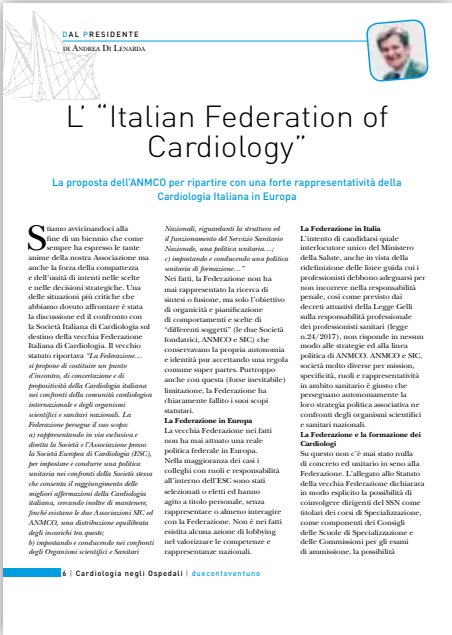 DAL PRESIDENTE
DI ANDREA DI LENARDA
L' “Italian Federation of
Cardiology”
La proposta dell'ANMCO per ripartire con una forte rappresentatività della
Cardiologia Italiana in Europa
Stiamo avvicinandoci alla
fine di un biennio che come
sempre ha espresso le tante
anime della nostra Associazione ma
anche la forza della compattezza
e dell'unità di intenti nelle scelte
e nelle decisioni strategiche. Una
delle situazioni più critiche che
abbiamo dovuto affrontare è stata
la discussione ed il confronto con
la Società Italiana di Cardiologia sul
destino della vecchia Federazione
Italiana di Cardiologia. Il vecchio
statuto riportava “La Federazione…
si propone di costituire un punto
d'incontro, di concertazione e di
propositività della Cardiologia italiana
nei confronti della comunità cardiologica
internazionale e degli organismi
scientifici e sanitari nazionali. La
Federazione persegue il suo scopo:
a) rappresentando in via esclusiva e
diretta la Società e l'Associazione presso
la Società Europea di Cardiologia (ESC),
per impostare e condurre una politica
unitaria nei confronti della Società stessa
che consenta il raggiungimento delle
migliori affermazioni della Cardiologia
italiana, cercando inoltre di mantenere,
finché esistano le due Associazioni SIC ed
ANMCO, una distribuzione equilibrata
degli incarichi tra queste;
b) impostando e conducendo nei confronti
degli Organismi scientifici e Sanitari
Nazionali, riguardanti la struttura ed
il funzionamento del Servizio Sanitario
Nazionale, una politica unitaria…;
c) impostando e conducendo una politica
unitaria di formazione…”
Nei fatti, la Federazione non ha
mai rappresentato la ricerca di
sintesi o fusione, ma solo l'obiettivo
di organicità e pianificazione
di comportamenti e scelte di
“differenti soggetti” (le due Società
fondatrici, ANMCO e SIC) che
conservavano la propria autonomia
e identità pur accettando una regola
comune super partes. Purtroppo
anche con questa (forse inevitabile)
limitazione, la Federazione ha
chiaramente fallito i suoi scopi
statutari.
La Federazione in Europa
La vecchia Federazione nei fatti
non ha mai attuato una reale
politica federale in Europa.
Nella maggioranza dei casi i
colleghi con ruoli e responsabilità
all'interno dell'ESC sono stati
selezionati o eletti ed hanno
agito a titolo personale, senza
rappresentare o almeno interagire
con la Federazione. Non è nei fatti
esistita alcuna azione di lobbying
nel valorizzare le competenze e
rappresentanze nazionali.
La Federazione in Italia
L'intento di candidarsi quale
interlocutore unico del Ministero
della Salute, anche in vista della
ridefinizione delle linee guida cui i
professionisti debbono adeguarsi per
non incorrere nella responsabilità
penale, così come previsto dai
decreti attuativi della Legge Gelli
sulla responsabilità professionale
dei professionisti sanitari (legge
n.24/2017), non risponde in nessun
modo alle strategie ed alla linea
politica di ANMCO. ANMCO e SIC,
società molto diverse per mission,
specificità, ruoli e rappresentatività
in ambito sanitario è giusto che
perseguano autonomamente la
loro strategia politica associativa nei
confronti degli organismi scientifici
e sanitari nazionali.
La Federazione e la formazione dei
Cardiologi
Su questo non c'è mai stato nulla
di concreto ed unitario in seno alla
Federazione. L'allegato allo Statuto
della vecchia Federazione dichiarava
in modo esplicito la possibilità di
coinvolgere dirigenti del SSN come
titolari dei corsi di Specializzazione,
come componenti dei Consigli
delle Scuole di Specializzazione e
delle Commissioni per gli esami
di ammissione, la possibilità
6 | Cardiologia negli Ospedali | duecentoventuno